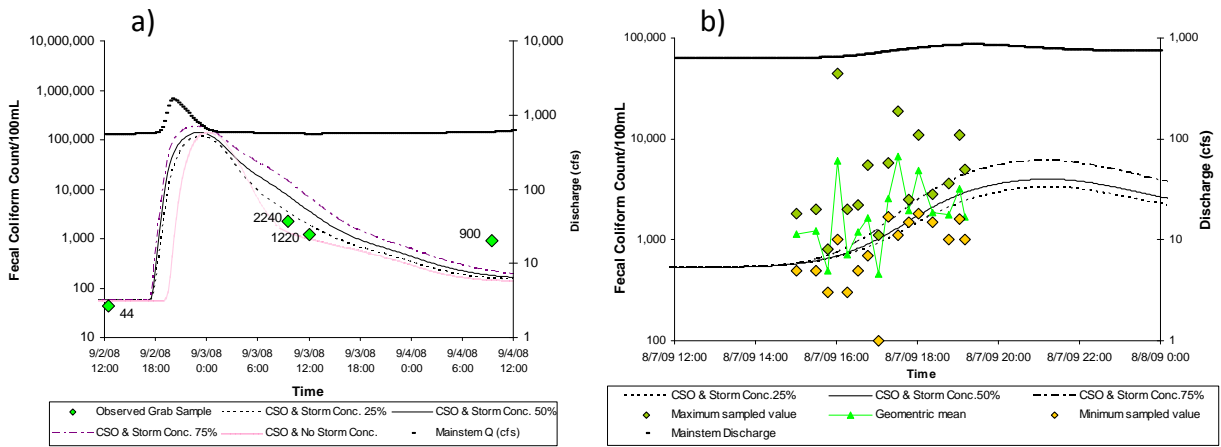 a)
10,000,000
1,000,000
100,000
10,000
1,000
100
10
Fecal Coliform Count/100mL
10,000
1,000
100
10
1
Discharge (cfs)
44
2240
1220
900
9/2/08 9/2/08 9/3/08 9/3/08 9/3/08 9/3/08 9/4/08 9/4/08 9/4/08
12:00 18:00 0:00 6:00 12:00 18:00 0:00 6:00 12:00
Time
Observed Grab Sample CSO & Storm Conc. 25% CSO & Storm Conc. 50%
CSO & Storm Conc. 75% CSO & No Storm Conc. Mainstem Q (cfs)
b)
100,000
10,000
1,000
100
Fecal Coliform Count/100mL
1,000
100
10
1
Discharge (cfs)
8/7/09 12:00 8/7/09 14:00 8/7/09 16:00 8/7/09 18:00 8/7/09 20:00 8/7/09 22:00 8/8/09 0:00
Time
CSO & Storm Conc.25% CSO & Storm Conc.50% CSO & Storm Conc.75%
Maximum sampled value Geomentric mean Minimum sampled value
Mainstem Discharge